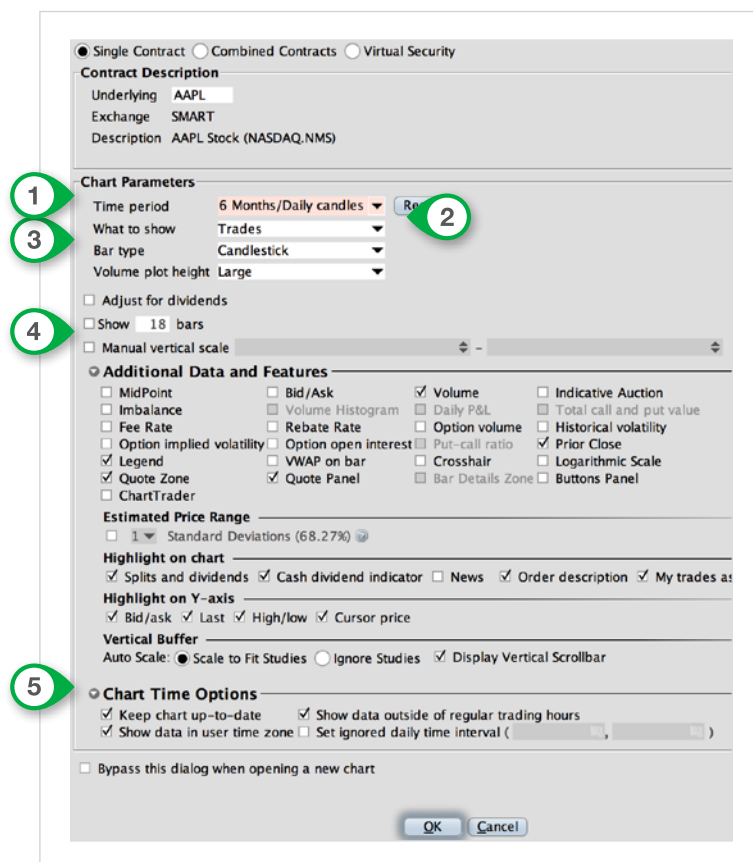 Single Contract Combined Contracts Virtual Security
Contract Description
Underlying AAPL
Exchange SMART
Description AAPL Stock (NASDAQ.NMS)
Chart Parameters
1
Time period 6 Months/Daily candles
2
What to show Trades
3
Bar type Candlestick
Volume plot height Large
Adjust for dividends
4
Show 18 bars
Manual vertical scale –
Additional Data and Features
MidPoint Bid/Ask Volume Indicative Auction
Imbalance Volume Histogram Daily P&L Total call and put value
Fee Rate Rebate Rate Option volume Historical volatility
Option implied volatility Option open interest Put-call ratio Prior Close
Legend VWAP on bar Crosshair Logarithmic Scale
Quote Zone Quote Panel Bar Details Zone Buttons Panel
ChartTrader
Estimated Price Range
1 Standard Deviations (68.27%)
Highlight on chart
Splits and dividends Cash dividend indicator News Order description My trades as
Highlight on Y-axis
Bid/ask Last High/low Cursor price
Vertical Buffer
Auto Scale: Scale to Fit Studies Ignore Studies Display Vertical Scrollbar
5
Chart Time Options
Keep chart up-to-date Show data outside of regular trading hours
Show data in user time zone Set ignored daily time interval ( , )
Bypass this dialog when opening a new chart
OK Cancel